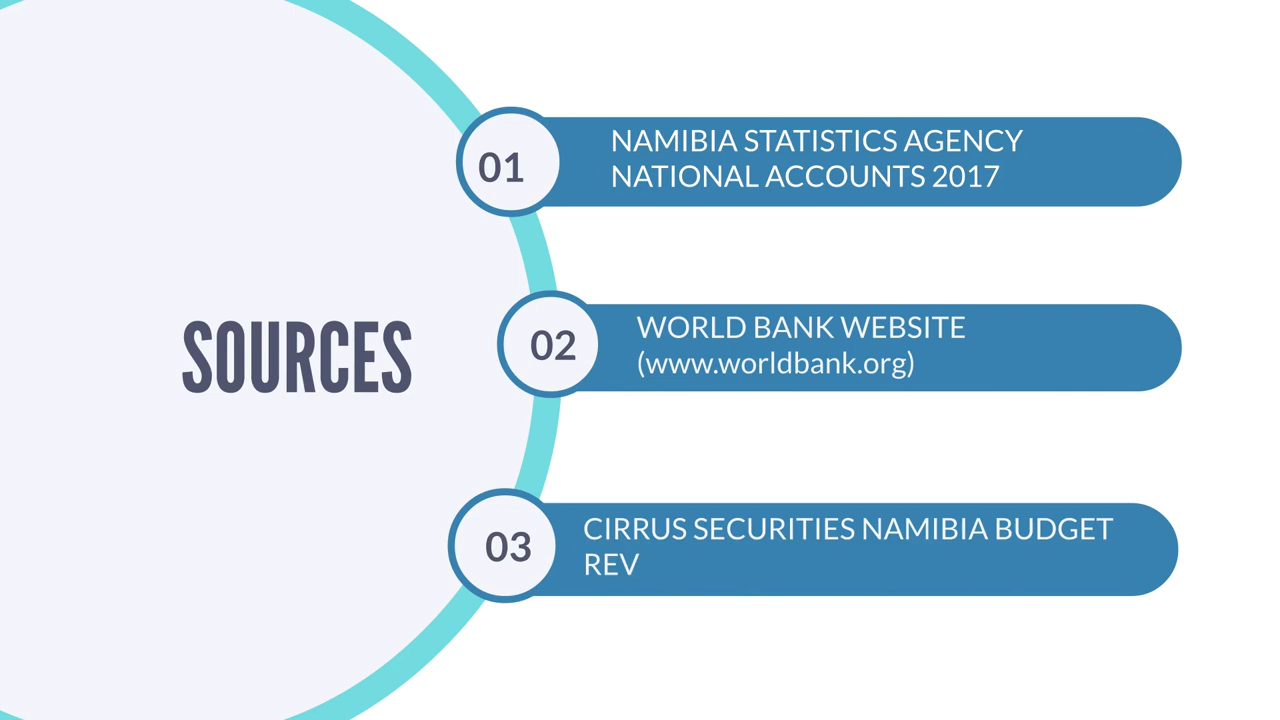 SOURCES
01
NAMIBIA STATISTICS AGENCY
NATIONAL ACCOUNTS 2017
02
WORLD BANK WEBSITE
(www.worldbank.org)
03
CIRRUS SECURITIES NAMIBIA BUDGET
REV